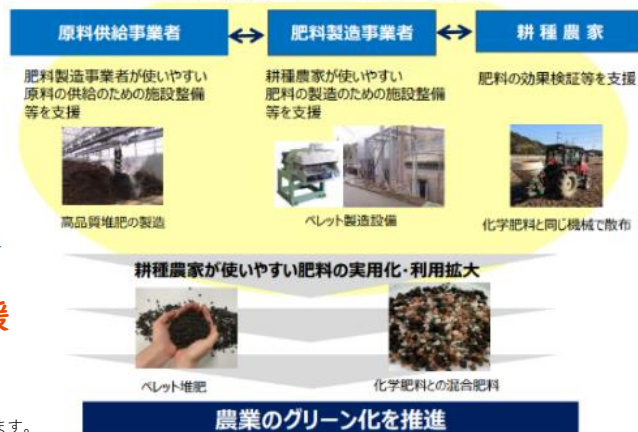 原料供給事業者
肥料製造事業者
耕種農家
肥料製造事業者が使いやすい
原料の供給のための施設整備
等を支援
耕種農家が使いやすい
肥料の製造のための施設整備
等を支援
肥料の効果検証等を支援
高品質堆肥の製造
ペレット製造設備
化学肥料と同じ機械で散布
耕種農家が使いやすい肥料の実用化・利用拡大
援
ペレット堆肥
化学肥料との混合肥料
農業のグリーン化を推進
ます。